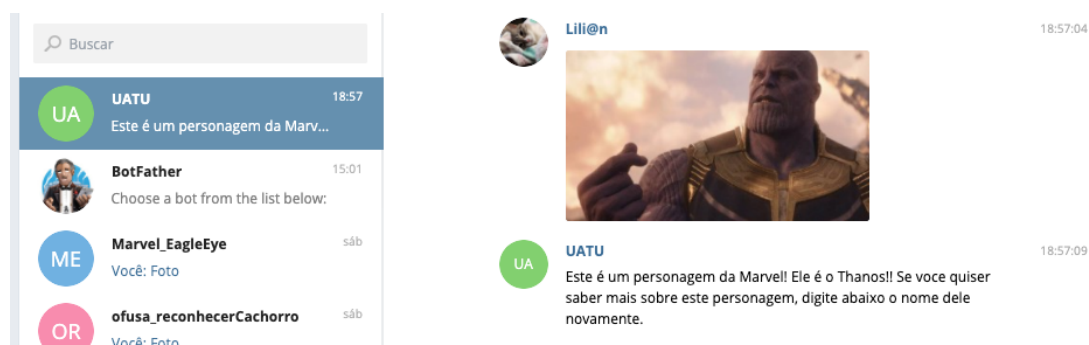 Buscar
UA
UATU
18:57
Este é um personagem da Marv...
BotFather
15:01
Choose a bot from the list below:
ME
Marvel_EagleEye
sáb
Você: Foto
OR
ofusa_reconhecerCachorro
sáb
Você: Foto
Lili@n
18:57:04
UA
UATU
18:57:09
Este é um personagem da Marvel! Ele é o Thanos!! Se voce quiser
saber mais sobre este personagem, digite abaixo o nome dele
novamente.